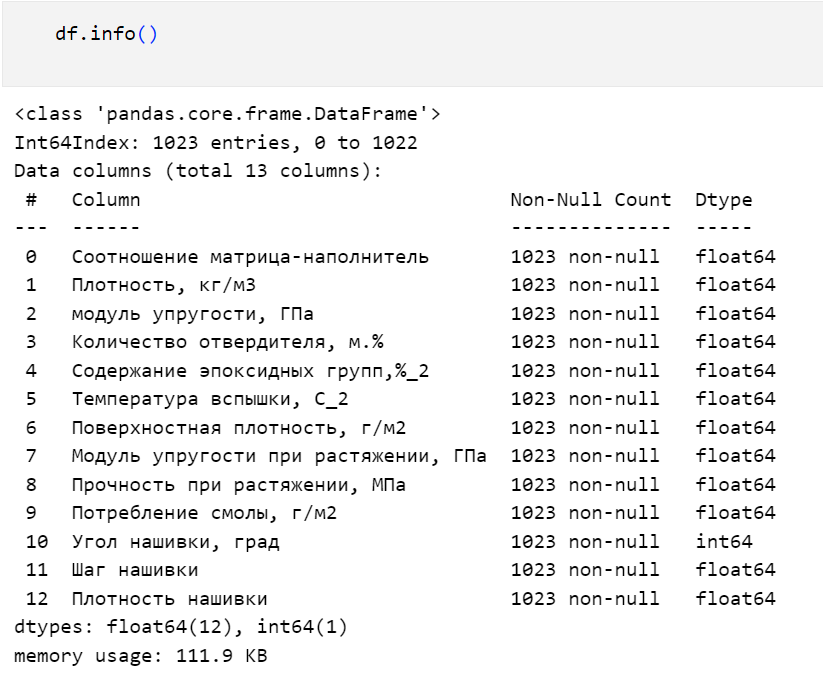 df.info()
<class 'pandas.core.frame.DataFrame'>
Int64Index: 1023 entries, 0 to 1022
Data columns (total 13 columns):
 #   Column                                Non-Null Count  Dtype
---  ------                                --------------  -----
 0   Соотношение матрица-наполнитель       1023 non-null   float64
 1   Плотность, кг/м3                      1023 non-null   float64
 2   модуль упругости, ГПа                 1023 non-null   float64
 3   Количество отвердителя, м.%           1023 non-null   float64
 4   Содержание эпоксидных групп,%_2       1023 non-null   float64
 5   Температура вспышки, С_2              1023 non-null   float64
 6   Поверхностная плотность, г/м2         1023 non-null   float64
 7   Модуль упругости при растяжении, ГПа  1023 non-null   float64
 8   Прочность при растяжении, МПа         1023 non-null   float64
 9   Потребление смолы, г/м2               1023 non-null   float64
 10  Угол нашивки, град                    1023 non-null   int64
 11  Шаг нашивки                           1023 non-null   float64
 12  Плотность нашивки                     1023 non-null   float64
dtypes: float64(12), int64(1)
memory usage: 111.9 KB